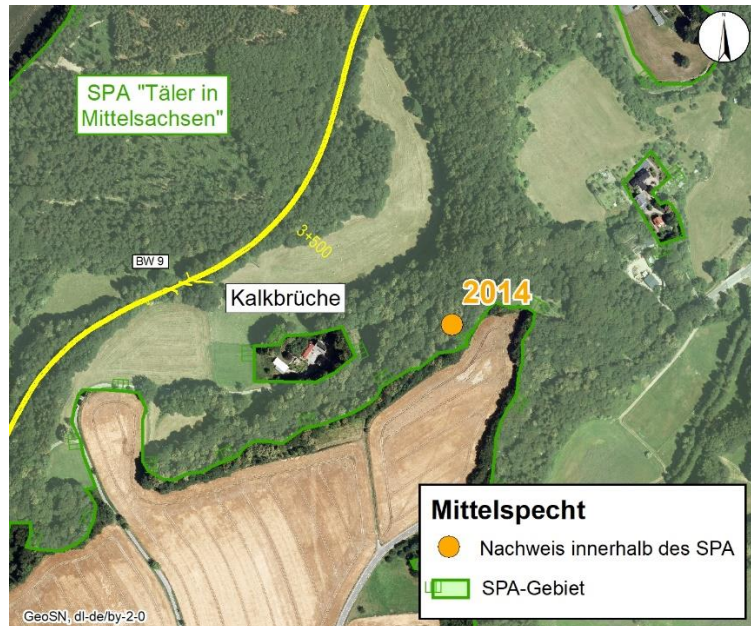 SPA "Täler in
Mittelsachsen"
BW 9
3+500
Kalkbrüche
2014
Mittelspecht
Nachweis innerhalb des SPA
SPA-Gebiet
GeoSN, dl-de/by-2-0